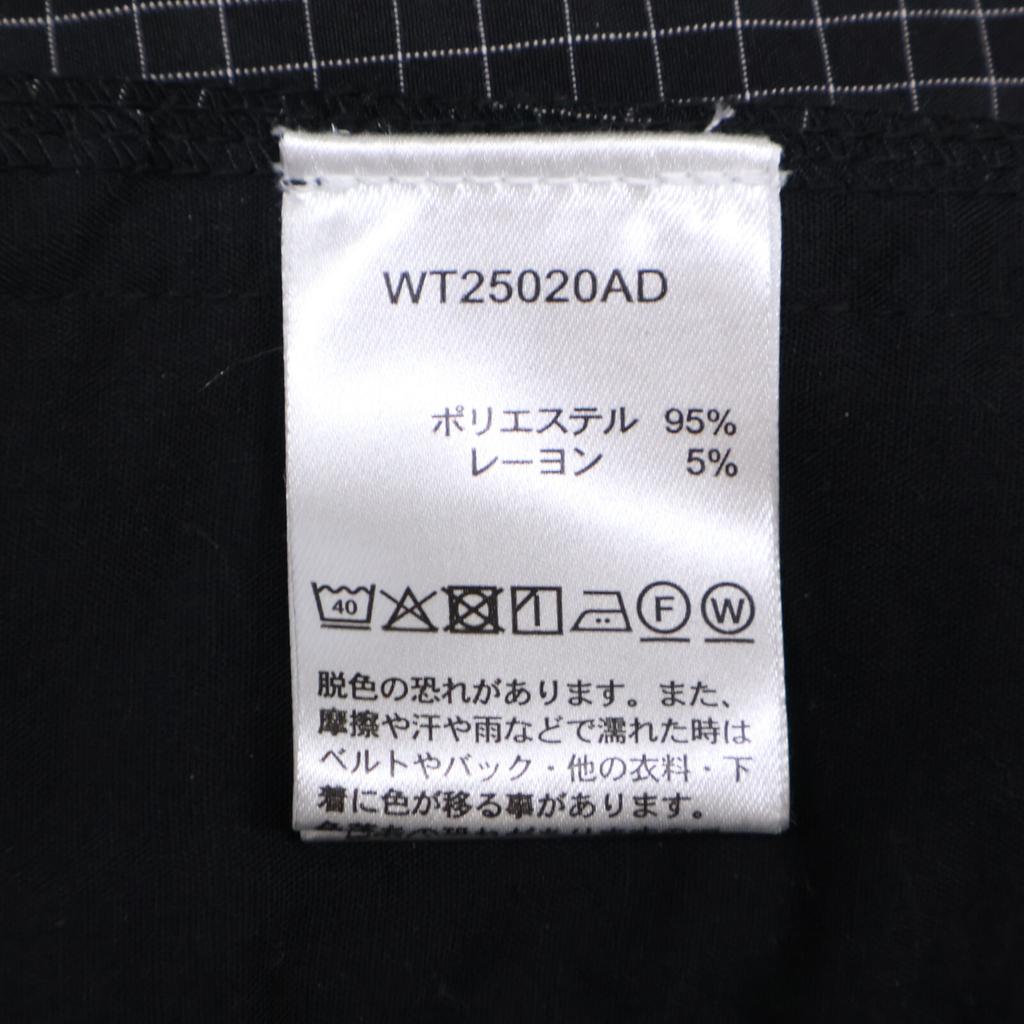 WT25020AD
ポリエステル 95%
レーヨン 5%
40 F W
脱色の恐れがあります。また、
摩擦や汗や雨などで濡れた時は
ベルトやバック・他の衣料・下
着に色が移る事があります。